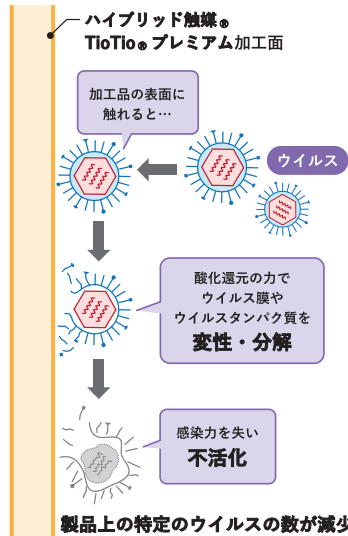 ハイブリッド触媒®
TioTio®プレミアム加工面
加工品の表面に
触れると…
ウイルス
酸化還元の力で
ウイルス膜や
ウイルスタンパク質を
変性・分解
感染力を失い
不活化
製品上の特定のウイルスの数が減少